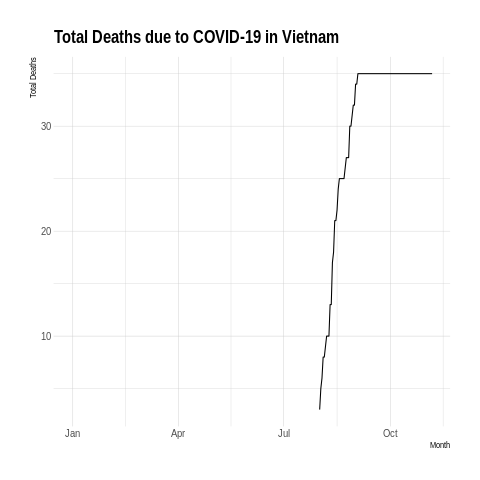 Total Deaths due to COVID-19 in Vietnam
Total Deaths
30
20
10
Jan Apr Jul Oct
Month